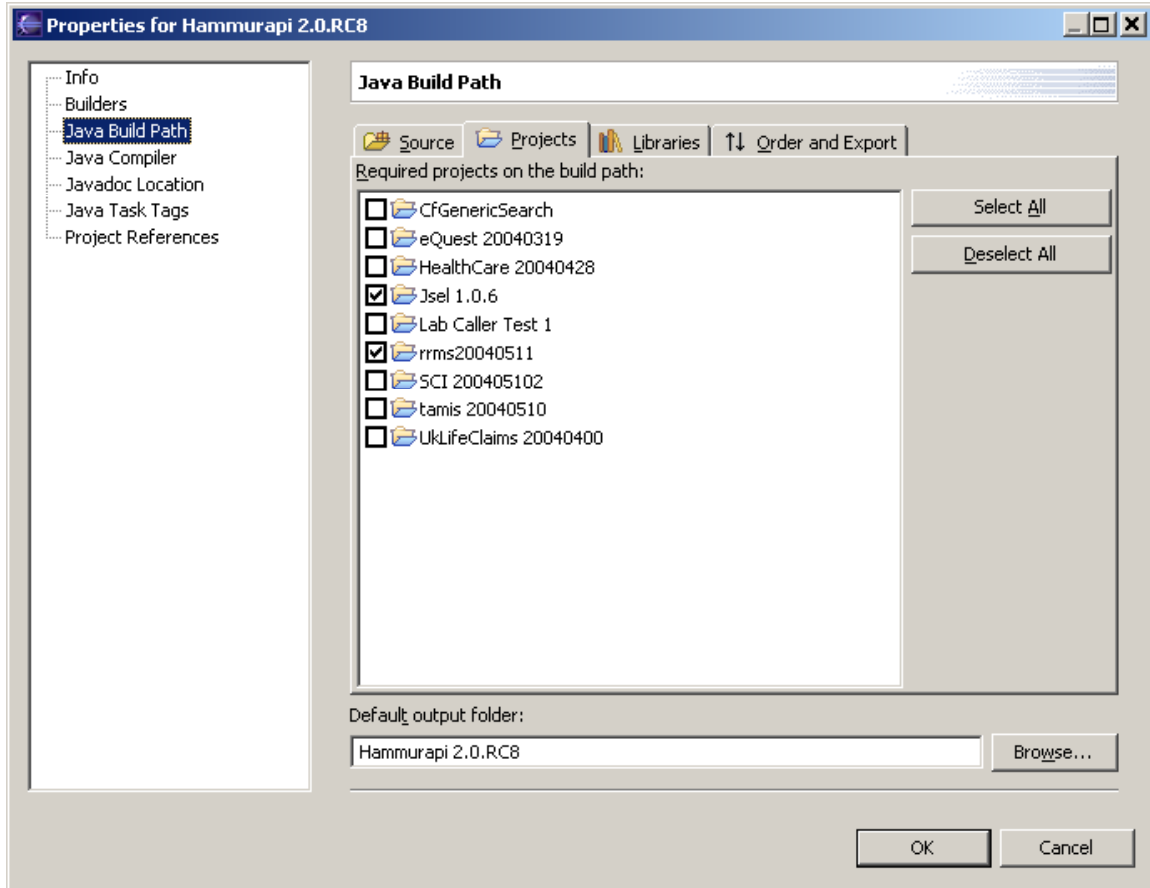 Properties for Hammurapi 2.0.RC8
Info
Builders
Java Build Path
Java Compiler
Javadoc Location
Java Task Tags
Project References
Java Build Path
Source Projects Libraries Order and Export
Required projects on the build path:
CfGenericSearch
eQuest 20040319
HealthCare 20040428
Jsel 1.0.6
Lab Caller Test 1
rrms20040511
SCI 200405102
tamis 20040510
UkLifeClaims 20040400
Select All
Deselect All
Default output folder:
Hammurapi 2.0.RC8
Browse...
OK Cancel